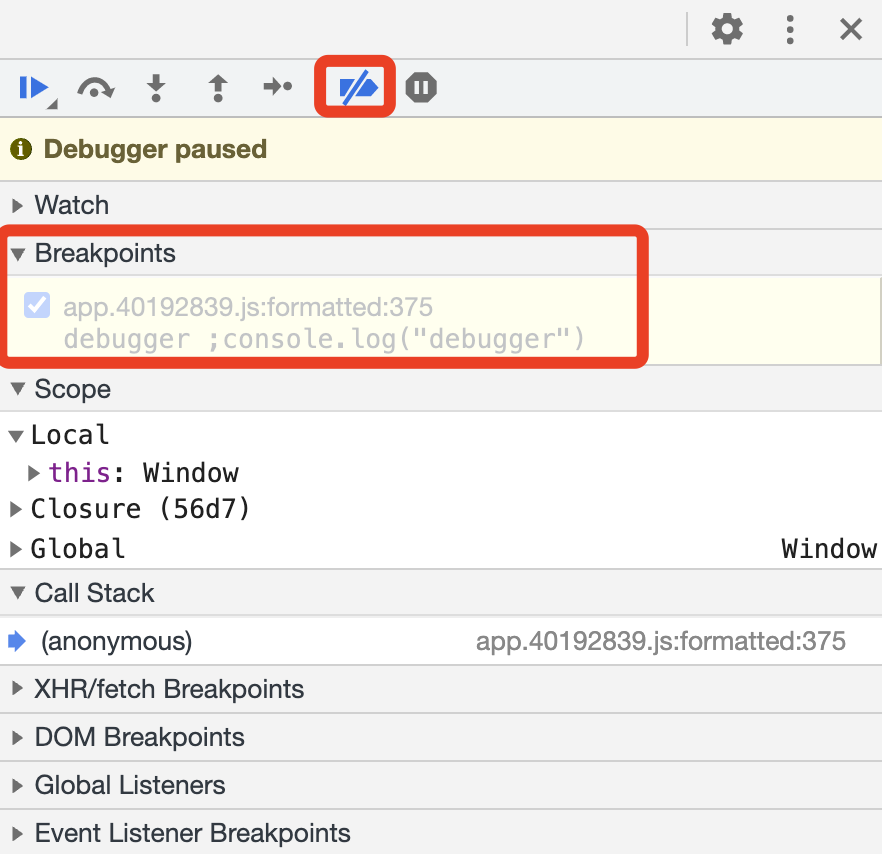 Debugger paused
Watch
Breakpoints
app.40192839.js:formatted:375
debugger ;console.log("debugger")
Scope
Local
this: Window
Closure (56d7)
Global Window
Call Stack
(anonymous) app.40192839.js:formatted:375
XHR/fetch Breakpoints
DOM Breakpoints
Global Listeners
Event Listener Breakpoints